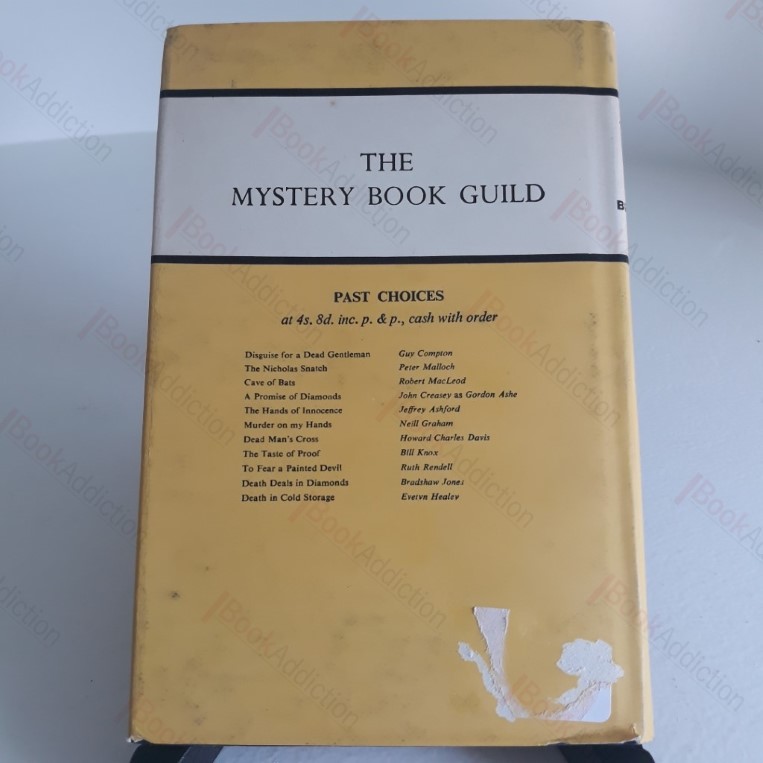 THE
MYSTERY BOOK GUILD
PAST CHOICES
at 4s. 8d. inc. p. & p., cash with order
Disguise for a Dead Gentleman Guy Compton
The Nicholas Snatch Peter Malloch
Cave of Bats Robert MacLeod
A Promise of Diamonds John Creasey as Gordon Ashe
The Hands of Innocence Jeffrey Ashford
Murder on my Hands Neill Graham
Dead Man's Cross Howard Charles Davis
The Taste of Proof Bill Knox
To Fear a Painted Devil Ruth Rendell
Death Deals in Diamonds Bradshaw Jones
Death in Cold Storage Evelyn Healey
BookAddiction